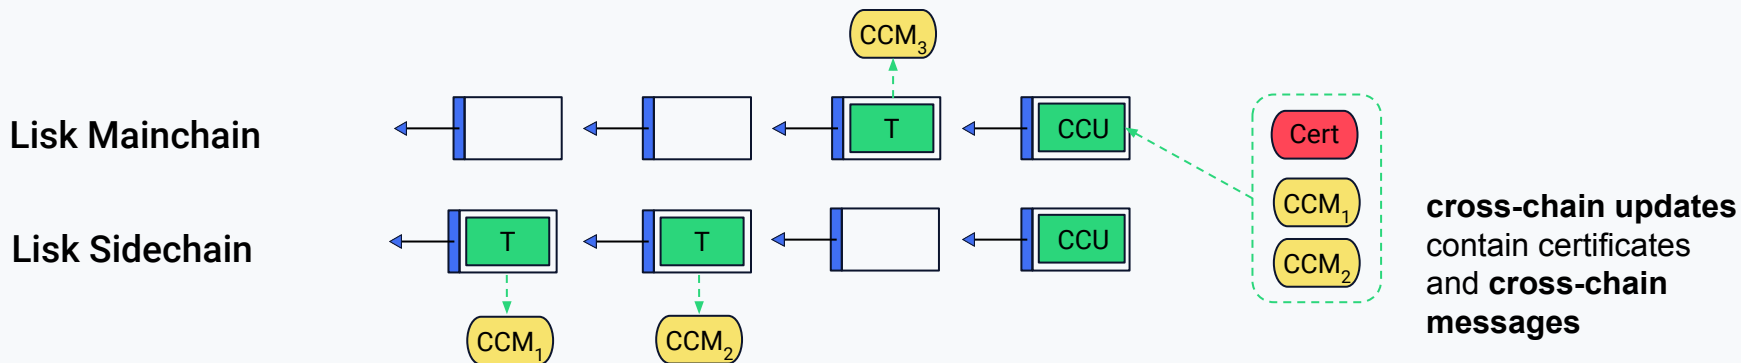 CCM3
Lisk Mainchain
T
CCU
Cert
CCM1
CCM2
Lisk Sidechain
T
T
CCU
CCM1
CCM2
cross-chain updates
contain certificates
and cross-chain
messages